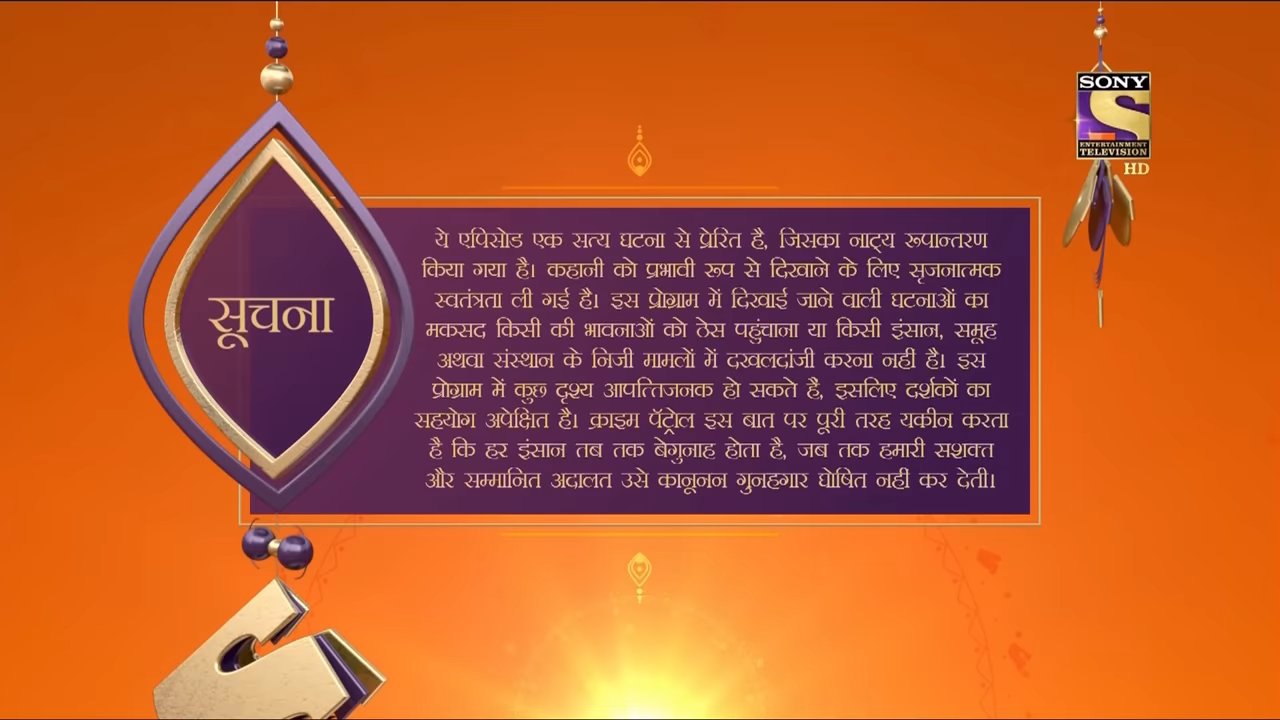 SONY
ENTERTAINMENT
TELEVISION
HD
सूचना
ये एपिसोड एक सत्य घटना से प्रेरित है, जिसका नाट्य रूपान्तरण
किया गया है। कहानी को प्रभावी रूप से दिखाने के लिए सृजनात्मक
स्वतंत्रता ली गई है। इस प्रोग्राम में दिखाई जाने वाली घटनाओं का
मकसद किसी की भावनाओं को ठेस पहुंचाना या किसी इंसान, समूह
अथवा संस्थान के निजी मामलों में दखलदांजी करना नहीं है। इस
प्रोग्राम में कुछ दृश्य आपत्तिजनक हो सकते हैं, इसलिए दर्शकों का
सहयोग अपेक्षित है। क्राइम पॅट्रोल इस बात पर पूरी तरह यकीन करता
है कि हर इंसान तब तक बेगुनाह होता है, जब तक हमारी सशक्त
और सम्मानित अदालत उसे कानूनन गुनहगार घोषित नहीं कर देती।